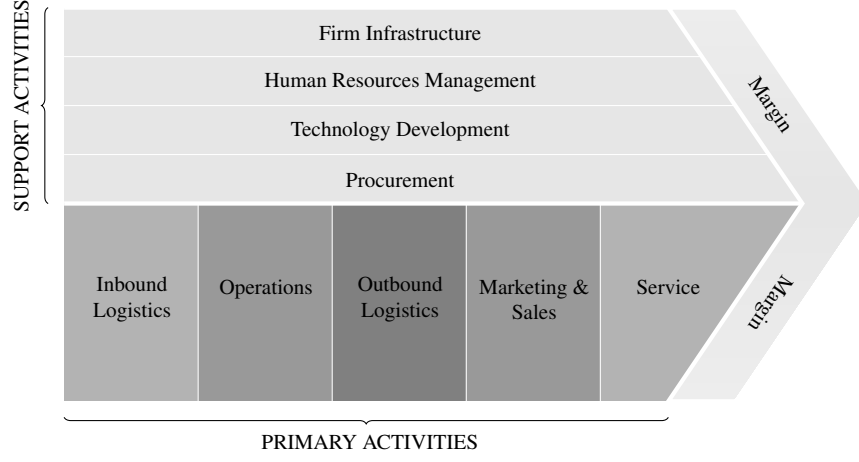 SUPPORT ACTIVITIES
Firm Infrastructure
Human Resources Management
Technology Development
Procurement
Margin
Inbound
Logistics
Operations
Outbound
Logistics
Marketing &
Sales
Service
Margin
PRIMARY ACTIVITIES